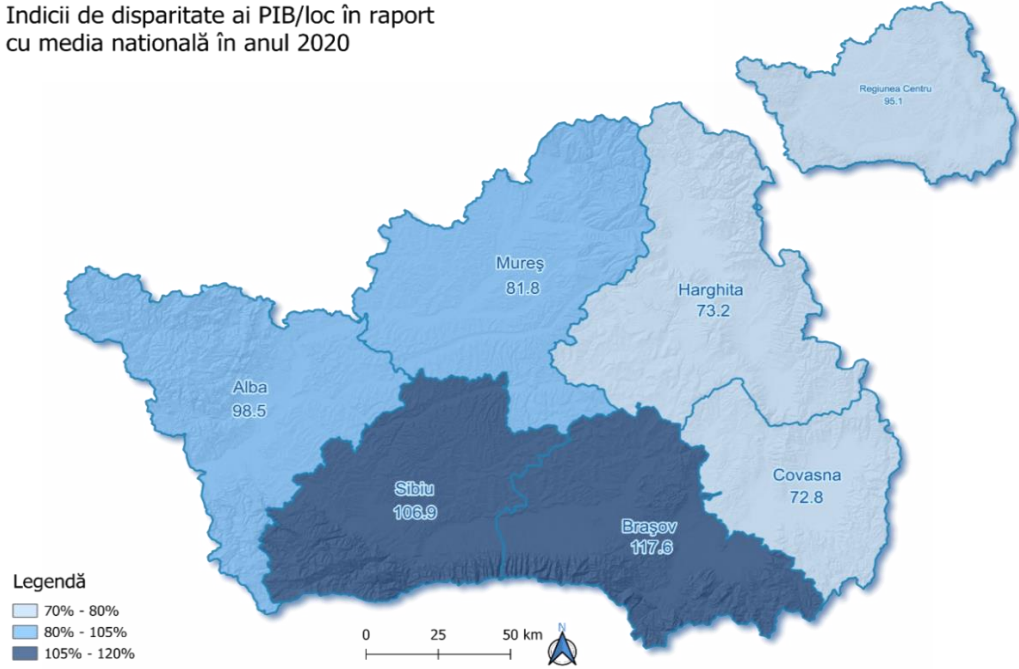 Indicii de disparitate ai PIB/loc în raport
cu media natională în anul 2020
Regiunea Centru
95.1
Mureş
81.8
Harghita
73.2
Alba
98.5
Covasna
72.8
Sibiu
106.9
Braşov
117.6
Legendă
70% - 80%
80% - 105%
105% - 120%
0 25 50 km
N